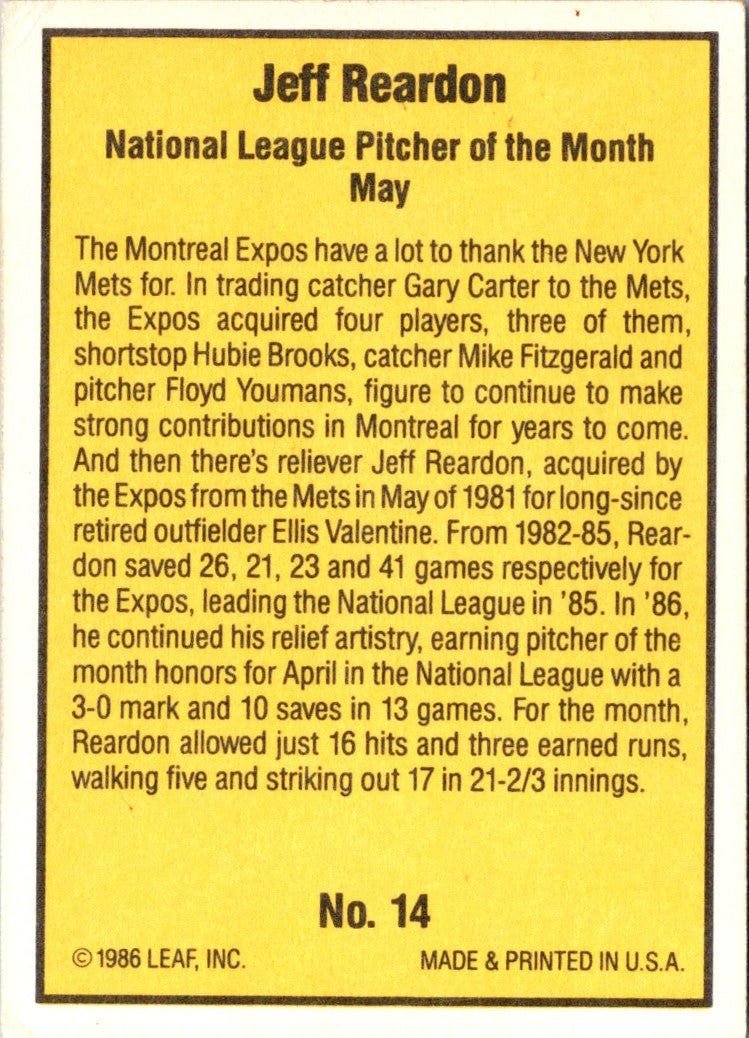 Jeff Reardon
National League Pitcher of the Month
May
The Montreal Expos have a lot to thank the New York
Mets for. In trading catcher Gary Carter to the Mets,
the Expos acquired four players, three of them,
shortstop Hubie Brooks, catcher Mike Fitzgerald and
pitcher Floyd Youmans, figure to continue to make
strong contributions in Montreal for years to come.
And then there's reliever Jeff Reardon, acquired by
the Expos from the Mets in May of 1981 for long-since
retired outfielder Ellis Valentine. From 1982-85, Rear-
don saved 26, 21, 23 and 41 games respectively for
the Expos, leading the National League in '85. In '86,
he continued his relief artistry, earning pitcher of the
month honors for April in the National League with a
3-0 mark and 10 saves in 13 games. For the month,
Reardon allowed just 16 hits and three earned runs,
walking five and striking out 17 in 21-2/3 innings.
No. 14
©1986 LEAF, INC. MADE & PRINTED IN U.S.A.